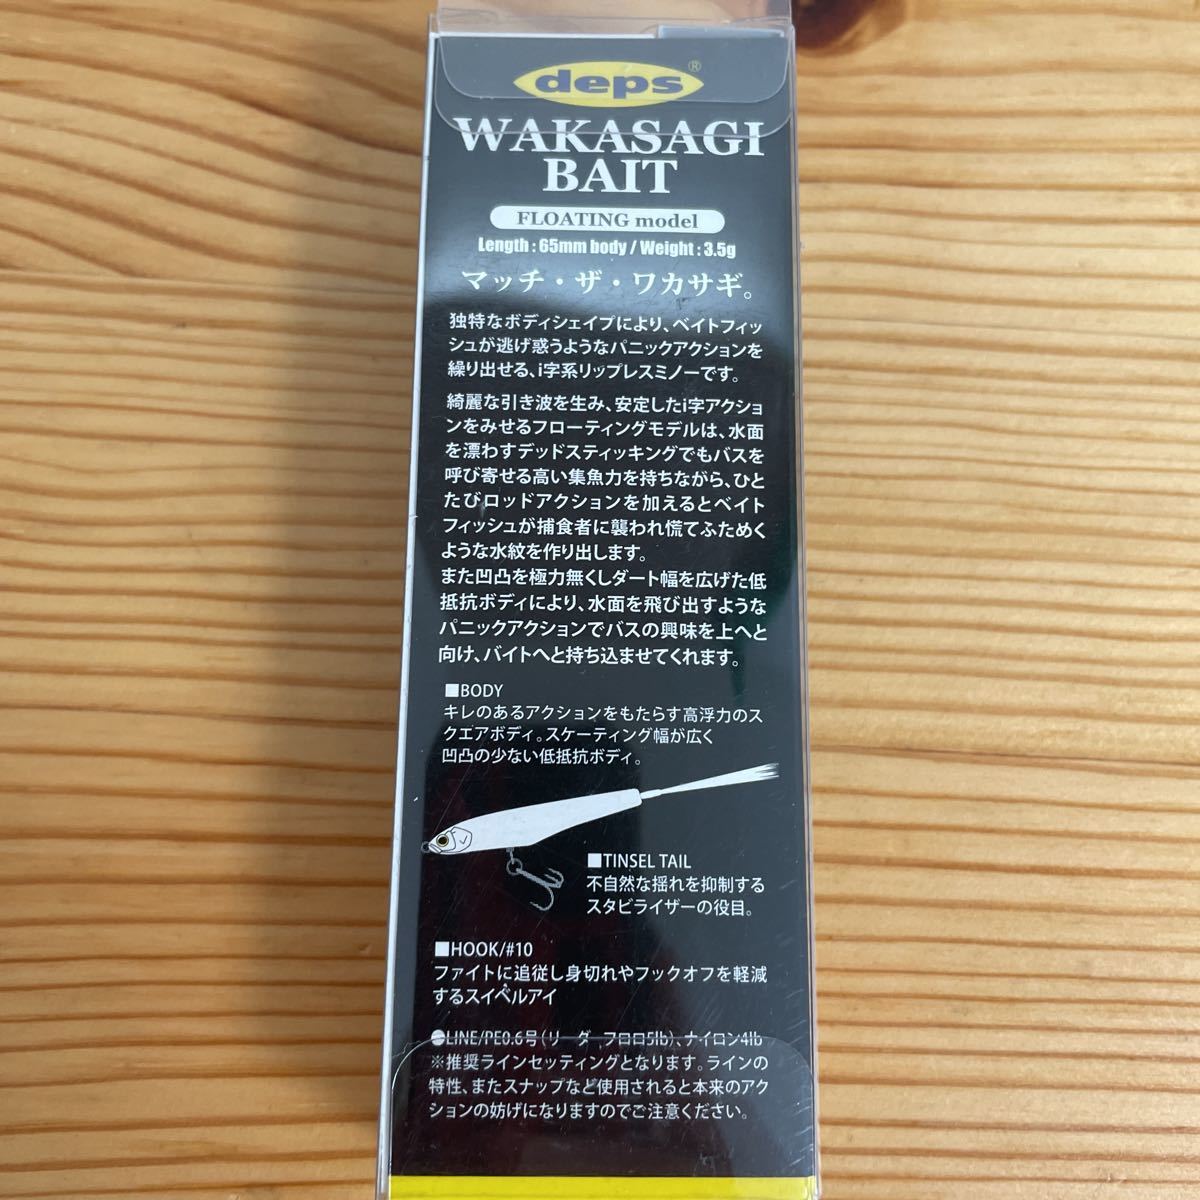 deps®
WAKASAGI
BAIT
FLOATING model
Length : 65mm body / Weight : 3.5g
マッチ・ザ・ワカサギ。
独特なボディシェイプにより、ベイトフィッ
シュが逃げ惑うようなパニックアクションを
繰り出せる、i字系リップレスミノーです。
綺麗な引き波を生み、安定したi字アクショ
ンをみせるフローティングモデルは、水面
を漂わすデッドスティッキングでもバスを
呼び寄せる高い集魚力を持ちながら、ひと
たびロッドアクションを加えるとベイト
フィッシュが捕食者に襲われ慌てふためく
ような水紋を作り出します。
また凹凸を極力無くしダート幅を広げた低
抵抗ボディにより、水面を飛び出すような
パニックアクションでバスの興味を上へと
向け、バイトへと持ち込ませてくれます。
■BODY
キレのあるアクションをもたらす高浮力のス
クエアボディ。スケーティング幅が広く
凹凸の少ない低抵抗ボディ。
■TINSEL TAIL
不自然な揺れを抑制する
スタビライザーの役目。
■HOOK/#10
ファイトに追従し身切れやフックオフを軽減
するスイベルアイ
●LINE/PE0.6号（リーダーフロロ5lb）、ナイロン4lb
※推奨ラインセッティングとなります。ラインの
特性、またスナップなど使用されると本来のアク
ションの妨げになりますのでご注意ください。